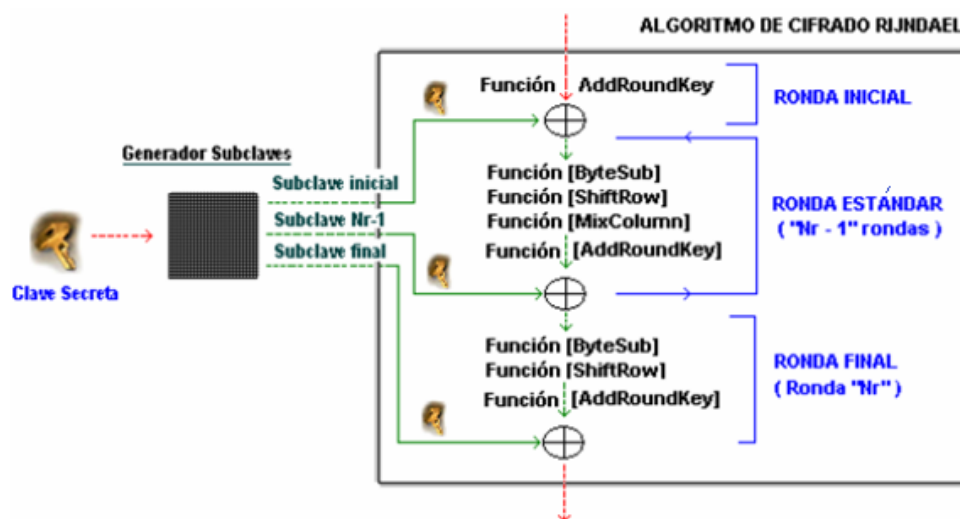 ALGORITMO DE CIFRADO RIJNDAEL
Función AddRoundKey
RONDA INICIAL
Generador Subclaves
Subclave inicial
Subclave Nr-1
Subclave final
Clave Secreta
Función [ByteSub]
Función [ShiftRow]
Función [MixColumn]
Función [AddRoundKey]
RONDA ESTÁNDAR
( "Nr - 1" rondas )
Función [ByteSub]
Función [ShiftRow]
Función [AddRoundKey]
RONDA FINAL
( Ronda "Nr" )